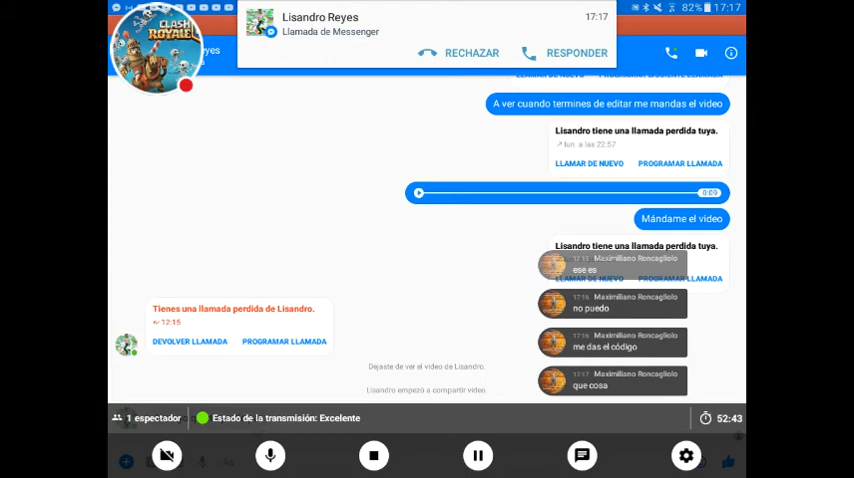 82% 17:17
CLASH
ROYALE
Lisandro Reyes
17:17
Llamada de Messenger
RECHAZAR
RESPONDER
A ver cuando termines de editar me mandas el video
Lisandro tiene una llamada perdida tuya.
lun. a las 22:57
LLAMAR DE NUEVO PROGRAMAR LLAMADA
0:09
Mándame el video
Lisandro tiene una llamada perdida tuya.
17:15 Maximiliano Roncagliolo
ese es
17:16 Maximiliano Roncagliolo
no puedo
Tienes una llamada perdida de Lisandro.
12:15
DEVOLVER LLAMADA PROGRAMAR LLAMADA
17:16 Maximiliano Roncagliolo
me das el código
Dejaste de ver el video de Lisandro.
17:17 Maximiliano Roncagliolo
que cosa
Lisandro empezó a compartir video.
1 espectador
Estado de la transmisión: Excelente
52:43